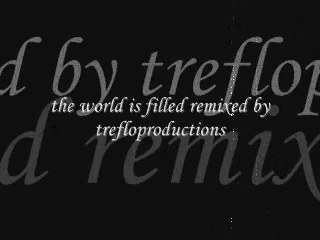 d by treflop
the world is filled remixed by
trefloproductions
d remix